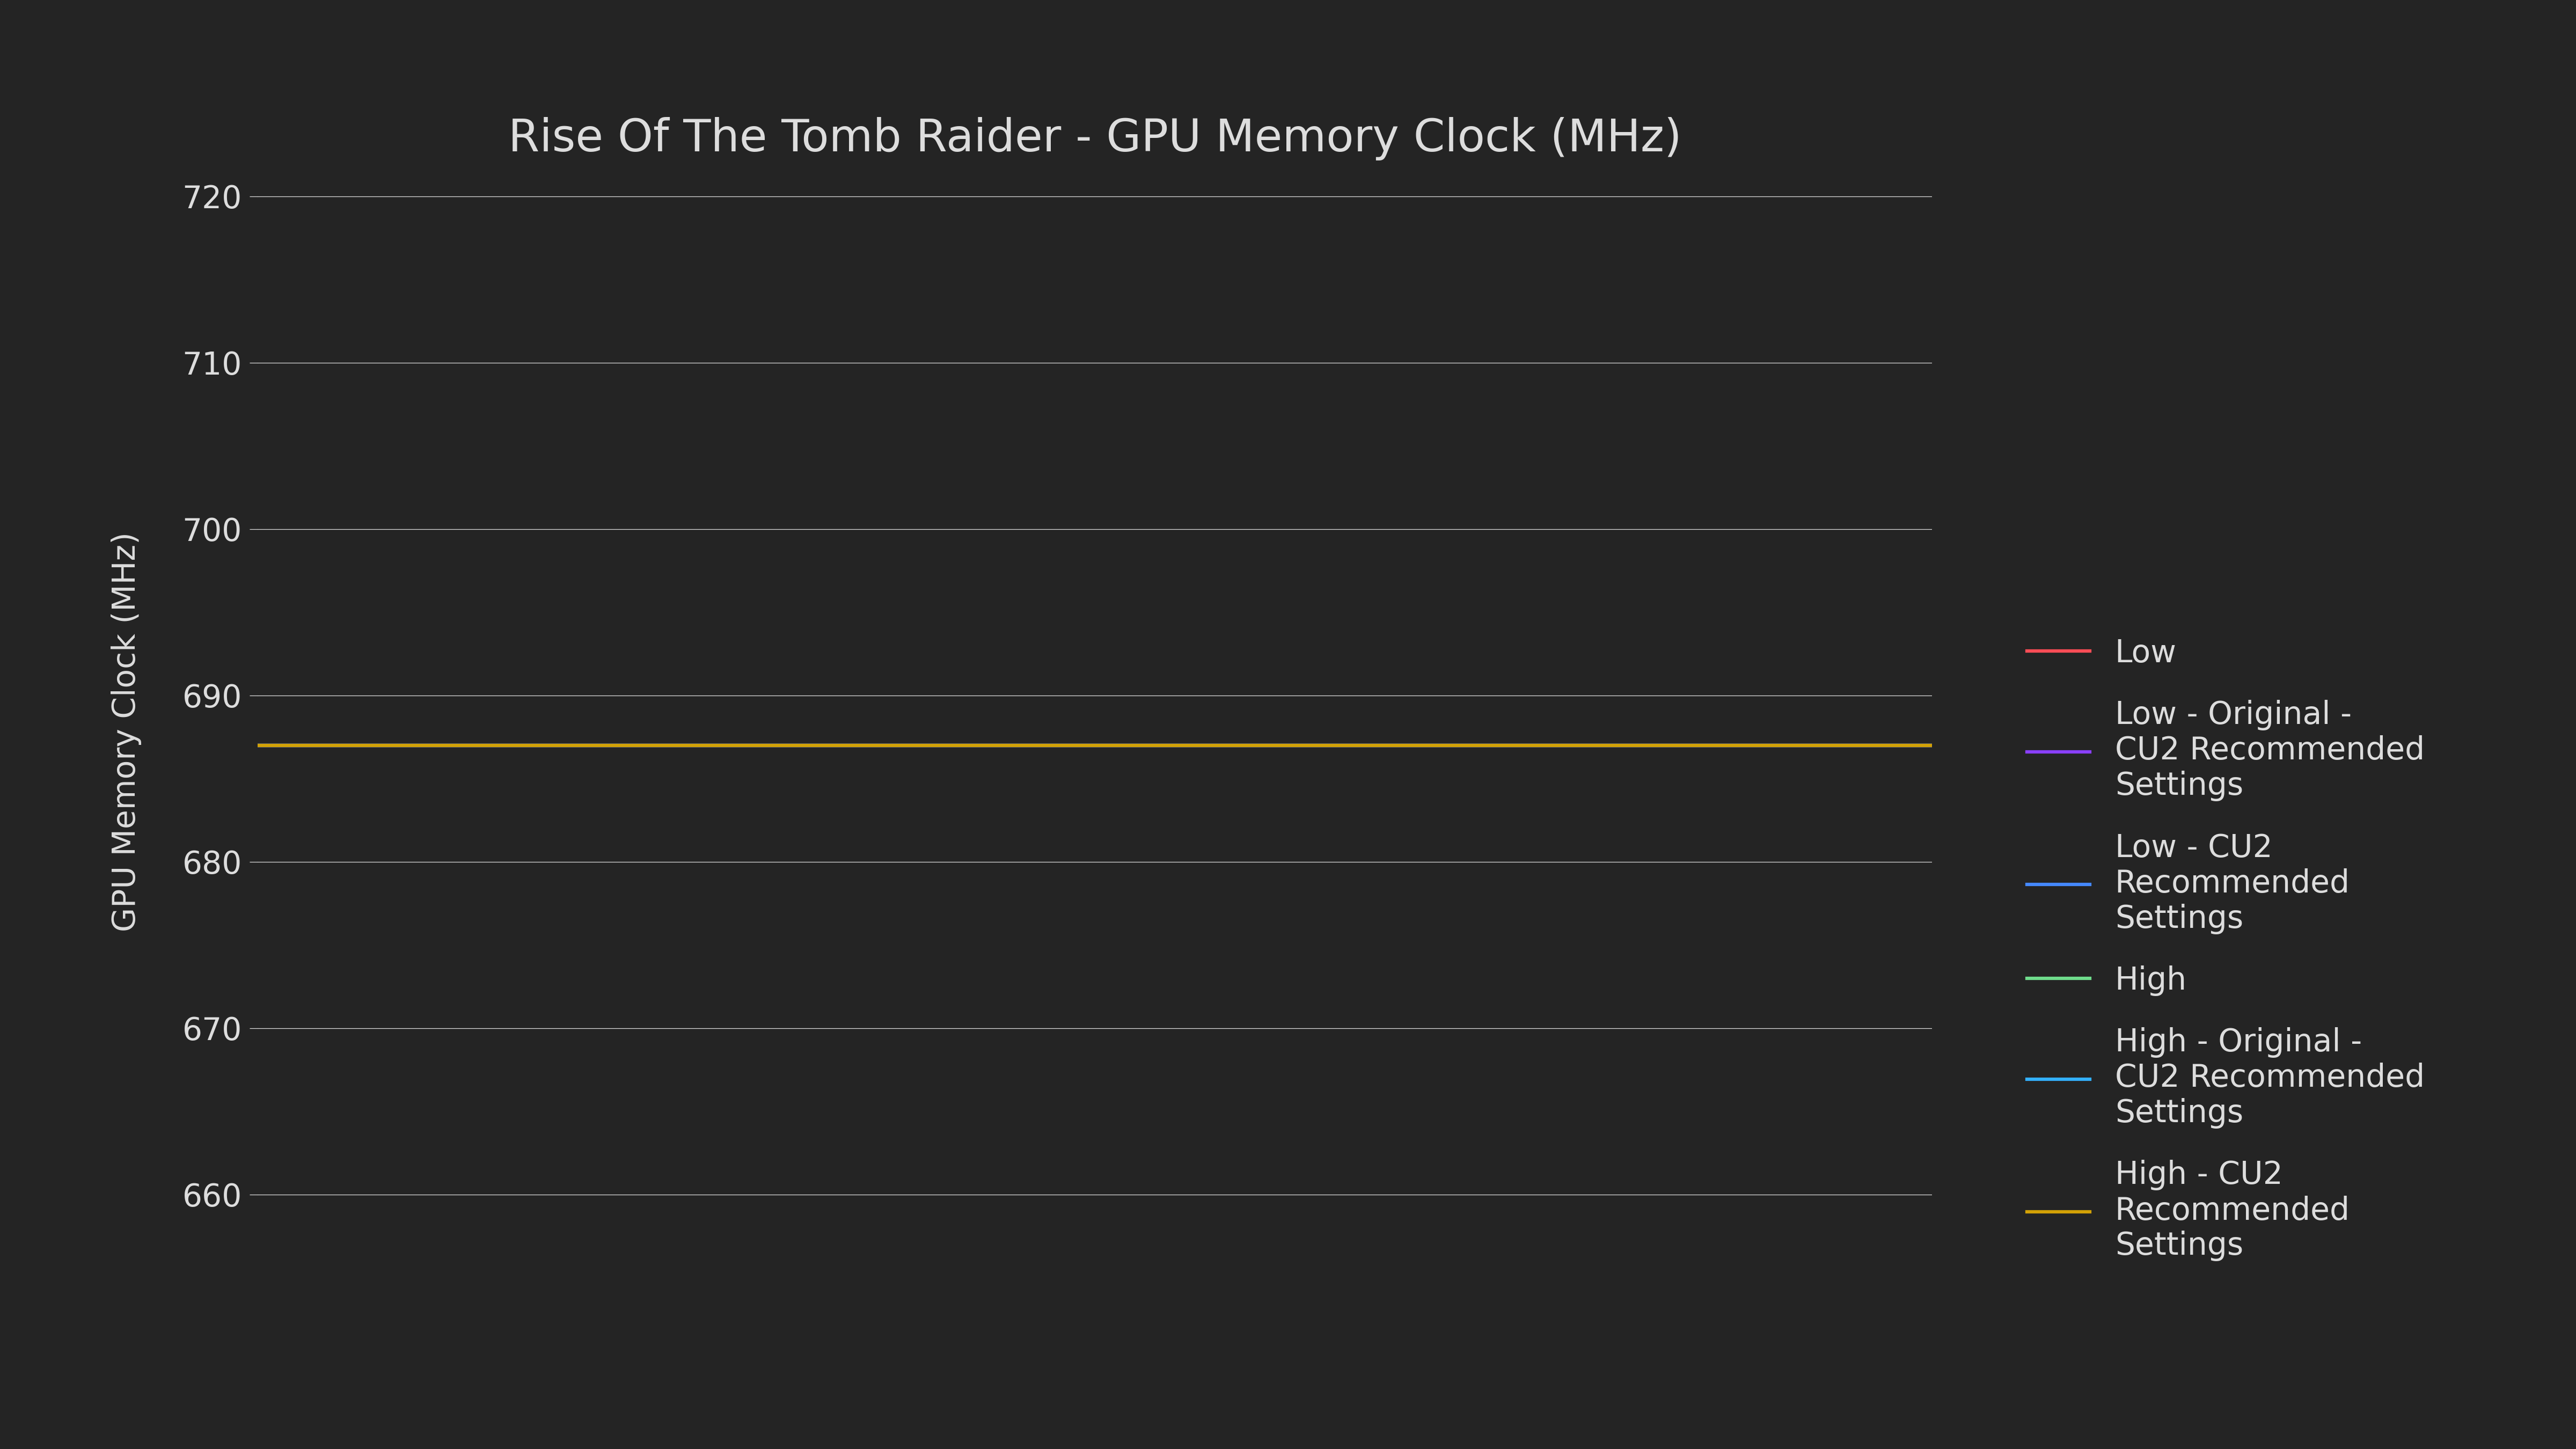 Rise Of The Tomb Raider - GPU Memory Clock (MHz)
GPU Memory Clock (MHz)
720
710
700
690
680
670
660
Low
Low - Original -
CU2 Recommended
Settings
Low - CU2
Recommended
Settings
High
High - Original -
CU2 Recommended
Settings
High - CU2
Recommended
Settings